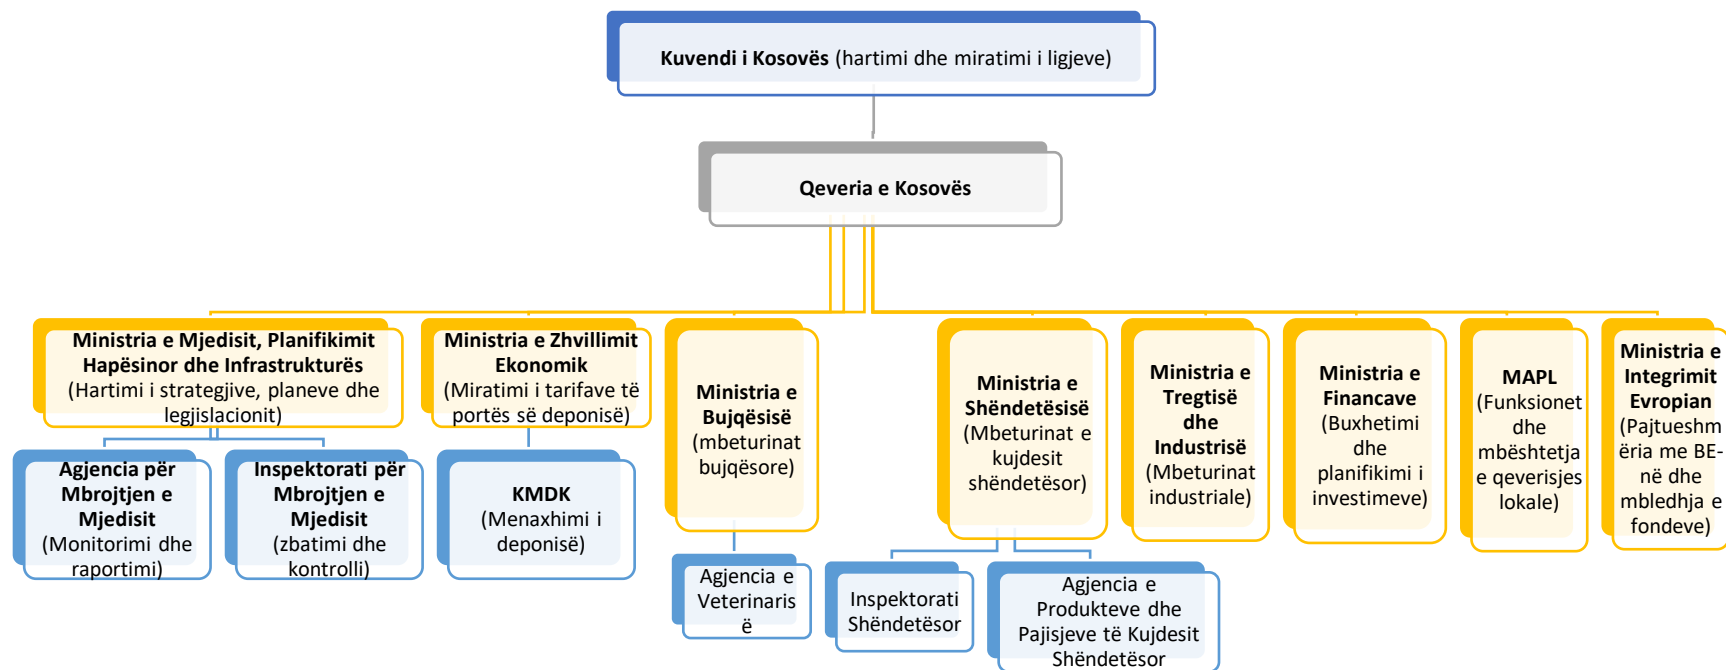 Kuvendi i Kosovës (hartimi dhe miratimi i ligjeve)
Qeveria e Kosovës
Ministria e Mjedisit, Planifikimit
Hapësinor dhe Infrastrukturës
(Hartimi i strategjive, planeve dhe
legjislacionit)
Ministria e Zhvillimit
Ekonomik
(Miratimi i tarifave të
portës së deponisë)
Ministria e
Bujqësisë
(mbeturinat
bujqësore)
Ministria e
Shëndetësisë
(Mbeturinat e
kujdesit
shëndetësor)
Ministria e
Tregtisë
dhe
Industrisë
(Mbeturinat
industriale)
Ministria e
Financave
(Buxhetimi
dhe
planifikimi i
investimeve)
MAPL
(Funksionet
dhe
mbështetja
e qeverisjes
lokale)
Ministria e
Integrimit
Evropian
(Pajtueshm
ëria me BE-
në dhe
mbledhja e
fondeve)
Agjencia për
Mbrojtjen e
Mjedisit
(Monitorimi dhe
raportimi)
Inspektorati për
Mbrojtjen e
Mjedisit
(zbatimi dhe
kontrolli)
KMDK
(Menaxhimi i
deponisë)
Agjencia e
Veterinaris
ë
Inspektorati
Shëndetësor
Agjencia e
Produkteve dhe
Pajisjeve të Kujdesit
Shëndetësor